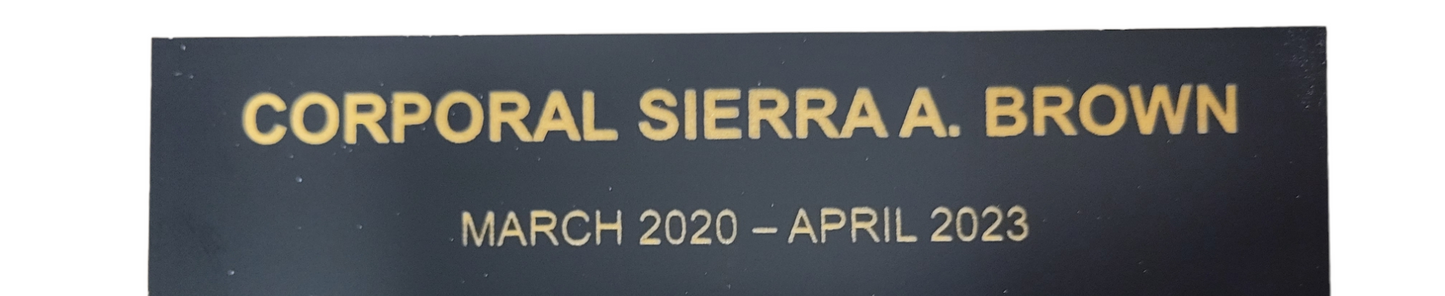 CORPORAL SIERRA A. BROWN
MARCH 2020 – APRIL 2023